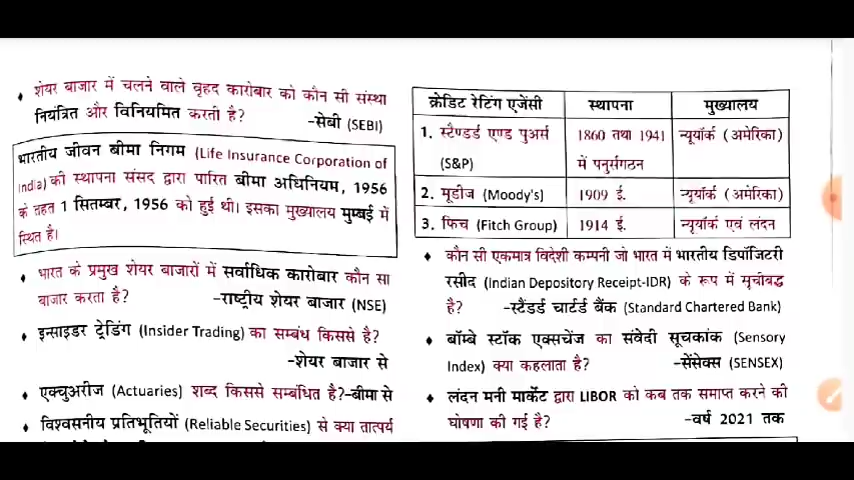 ♦ शेयर बाजार में चलने वाले वृहद कारोबार को कौन सी संस्था
नियंत्रित और विनियमित करती है? -सेबी (SEBI)
भारतीय जीवन बीमा निगम (Life Insurance Corporation of
India) की स्थापना संसद द्वारा पारित बीमा अधिनियम, 1956
के तहत 1 सितम्बर, 1956 को हुई थी। इसका मुख्यालय मुम्बई में
स्थित है।
♦ भारत के प्रमुख शेयर बाजारों में सर्वाधिक कारोबार कौन सा
बाजार करता है? -राष्ट्रीय शेयर बाजार (NSE)
♦ इन्साइडर ट्रेडिंग (Insider Trading) का सम्बंध किससे है?
-शेयर बाजार से
♦ एक्चुअरीज (Actuaries) शब्द किससे सम्बंधित है? -बीमा से
♦ विश्वसनीय प्रतिभूतियों (Reliable Securities) से क्या तात्पर्य
क्रेडिट रेटिंग एजेंसी स्थापना मुख्यालय
1. स्टैण्डर्ड एण्ड पुअर्स 1860 तथा 1941 न्यूयॉर्क (अमेरिका)
(S&P) में पनुर्सगठन
2. मूडीज (Moody's) 1909 ई. न्यूयॉर्क (अमेरिका)
3. फिच (Fitch Group) 1914 ई. न्यूयॉर्क एवं लंदन
♦ कौन सी एकमात्र विदेशी कम्पनी जो भारत में भारतीय डिपॉजिटरी
रसीद (Indian Depository Receipt-IDR) के रूप में सूचीबद्ध
है? -स्टैंडर्ड चार्टर्ड बैंक (Standard Chartered Bank)
♦ बॉम्बे स्टॉक एक्सचेंज का संवेदी सूचकांक (Sensory
Index) क्या कहलाता है? -सेंसेक्स (SENSEX)
♦ लंदन मनी मार्केट द्वारा LIBOR को कब तक समाप्त करने की
घोषणा की गई है? -वर्ष 2021 तक